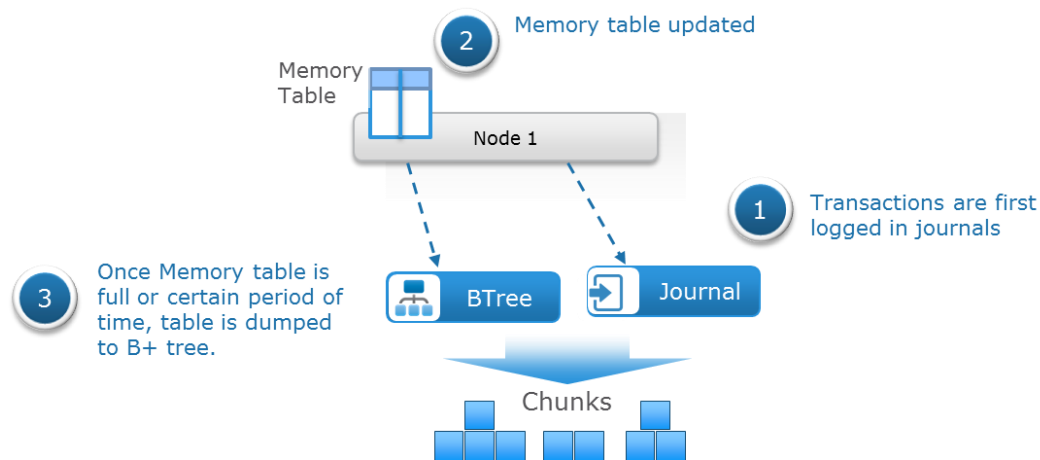 2
Memory table updated
Memory
Table
Node 1
1
Transactions are first
logged in journals
3
Once Memory table is
full or certain period of
time, table is dumped
to B+ tree.
BTree
Journal
Chunks